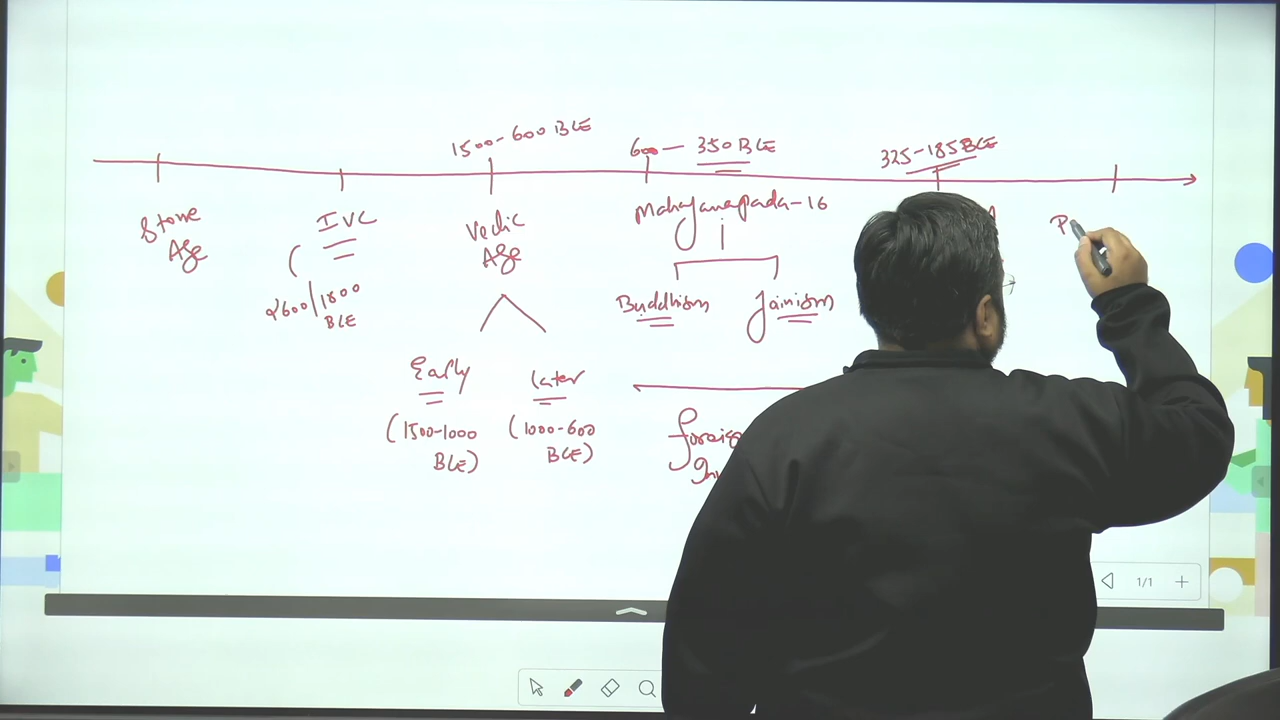 1500-600 BCE
600- 350 BCE
325-185 BCE
Stone
Age
IVC
2600/1800
BCE
Vedic
Age
Mahajanapada-16
Buddhism
Jainism
Early
Later
(1500-1000
BCE)
(1000-600
BCE)
1/1